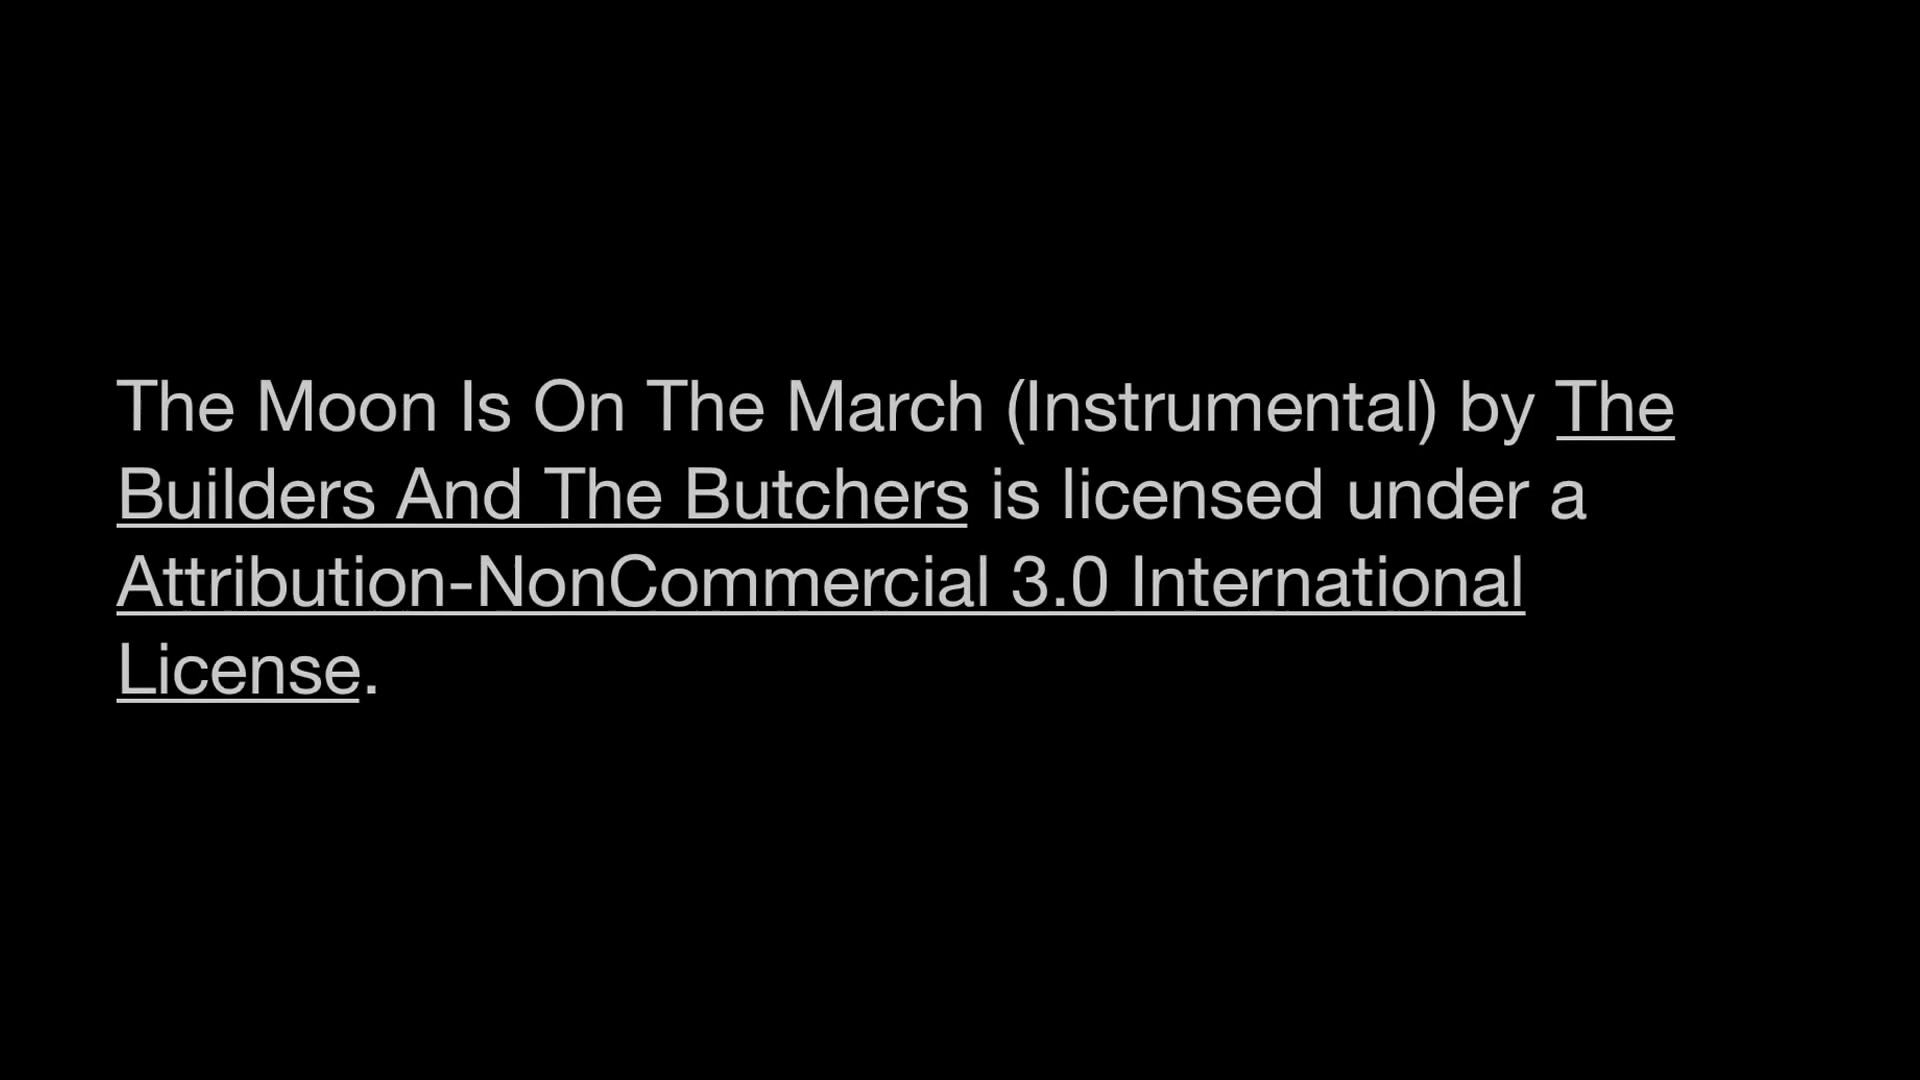 The Moon Is On The March (Instrumental) by The
Builders And The Butchers is licensed under a
Attribution-NonCommercial 3.0 International
License.